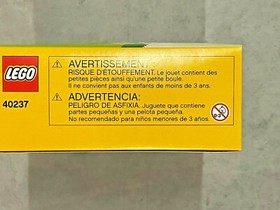 LEGO
40237
AVERTISSEMENT:
RISQUE D'ÉTOUFFEMENT. Le jouet contient des
petites pièces ainsi qu'une petite boule.
Il ne convient pas aux enfants de moins de 3 ans.
ADVERTENCIA:
PELIGRO DE ASFIXIA. Juguete que contiene
partes pequeñas y una pelota pequeña.
No recomendado para niños menores de 3 años.